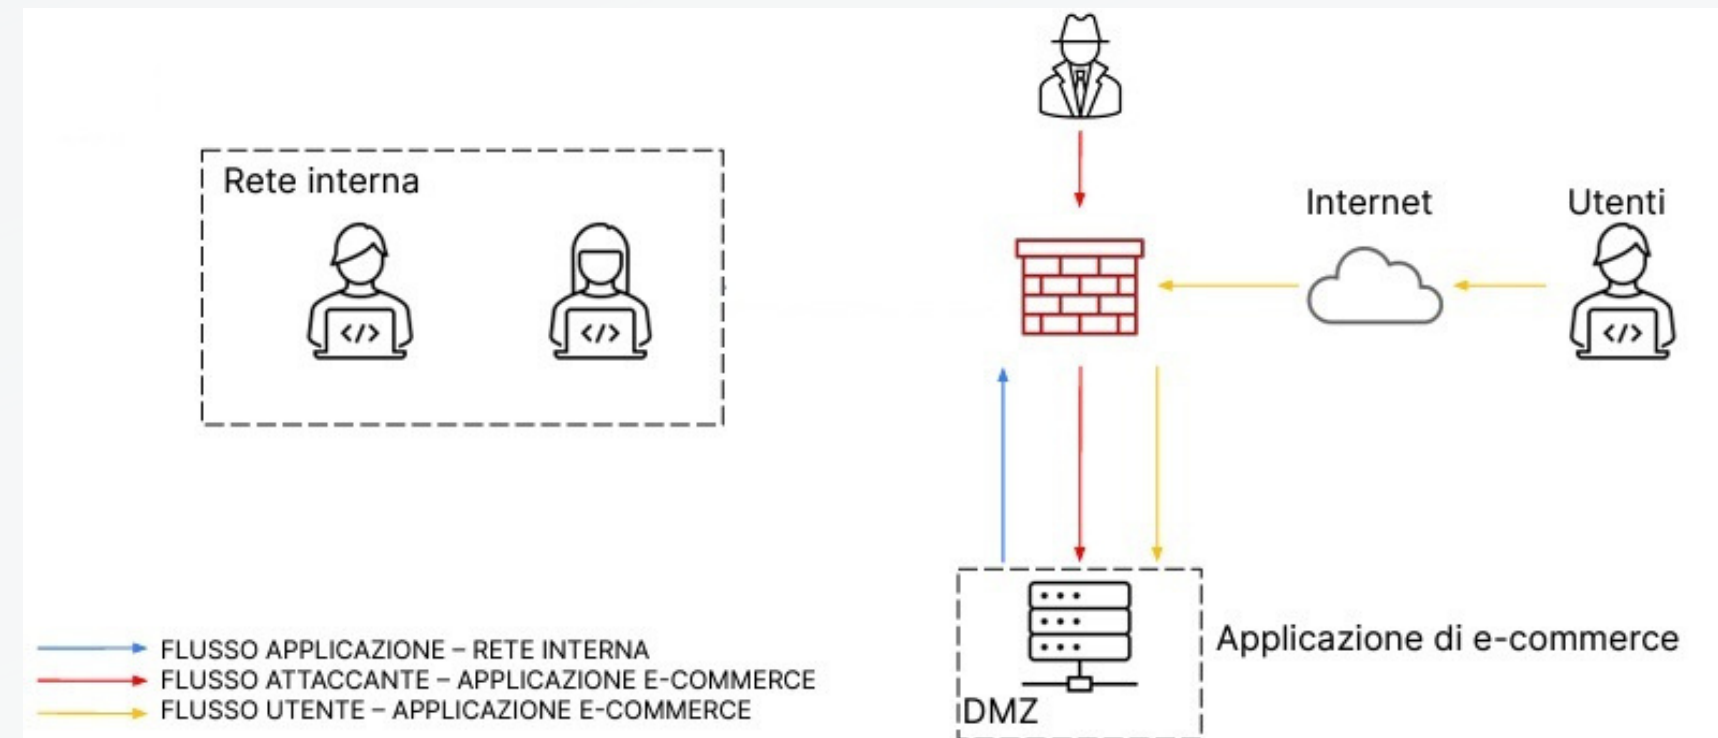 Rete interna
Internet
Utenti
</>
</>
</>
Applicazione di e-commerce
DMZ
FLUSSO APPLICAZIONE – RETE INTERNA
FLUSSO ATTACCANTE – APPLICAZIONE E-COMMERCE
FLUSSO UTENTE – APPLICAZIONE E-COMMERCE